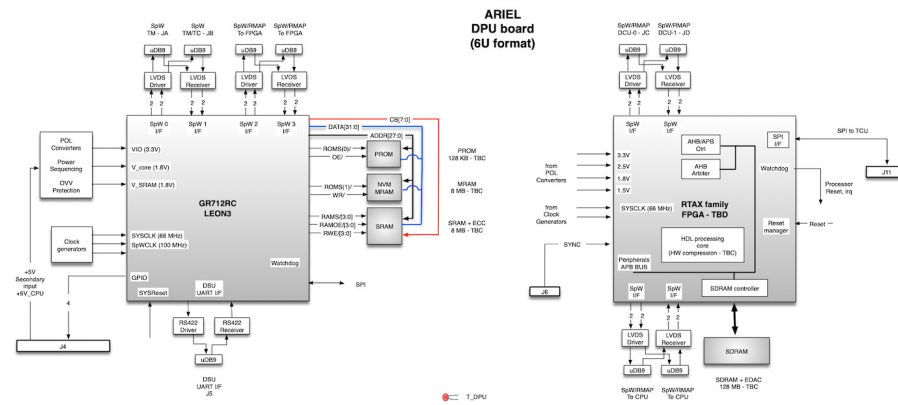 ARIEL
DPU board
(6U format)
SpW
TM - JA
SpW
TM/TC - JB
SpW/RMAP
To FPGA
SpW/RMAP
To FPGA
uDB9
uDB9
uDB9
uDB9
LVDS
Driver
LVDS
Receiver
LVDS
Driver
LVDS
Receiver
2 2 2 2 2 2 2 2
SpW 0
I/F
SpW 1
I/F
SpW 2
I/F
SpW 3
I/F
CB[7:0]
DATA[31:0]
ADDR[27:0]
POL
Converters
Power
Sequencing
OVV
Protection
VIO (3.3V)
V_core (1.8V)
V_SRAM (1.8V)
GR712RC
LEON3
ROMS(0)/
OE/
PROM
PROM
128 KB - TBC
ROMS(1)/
WR/
NVM
MRAM
MRAM
8 MB - TBC
RAMS/[3:0]
RAMOE/[3:0]
RWE/[3:0]
SRAM
SRAM + ECC
8 MB - TBC
Clock
generators
SYSCLK (66 MHz)
SpWCLK (100 MHz)
Watchdog
GPIO
SPI
+5V
Secondary
input
+5V_CPU
4
SYSReset
DSU
UART I/F
J4
RS422
Driver
RS422
Receiver
uDB9
DSU
UART I/F
J5
T_DPU
SpW/RMAP
DCU-0 - JC
SpW/RMAP
DCU-1 - JD
uDB9
uDB9
LVDS
Driver
LVDS
Receiver
2 2 2 2
SpW
I/F
SpW
I/F
AHB/APB
Ctrl
AHB
Arbiter
SPI
I/F
SPI to TCU
J11
Watchdog
Processor
Reset, irq
from
POL
Converters
3.3V
2.5V
1.8V
1.5V
RTAX family
FPGA - TBD
from
Clock
Generators
SYSCLK (66 MHz)
Reset
manager
Reset
SYNC
J6
HDL processing
core
(HW compression - TBC)
Peripherals
APB BUS
SpW
I/F
SpW
I/F
SDRAM controller
2 2 2 2
LVDS
Driver
LVDS
Receiver
uDB9
uDB9
SpW/RMAP
To CPU
SpW/RMAP
To CPU
SDRAM
SDRAM + EDAC
128 MB - TBC